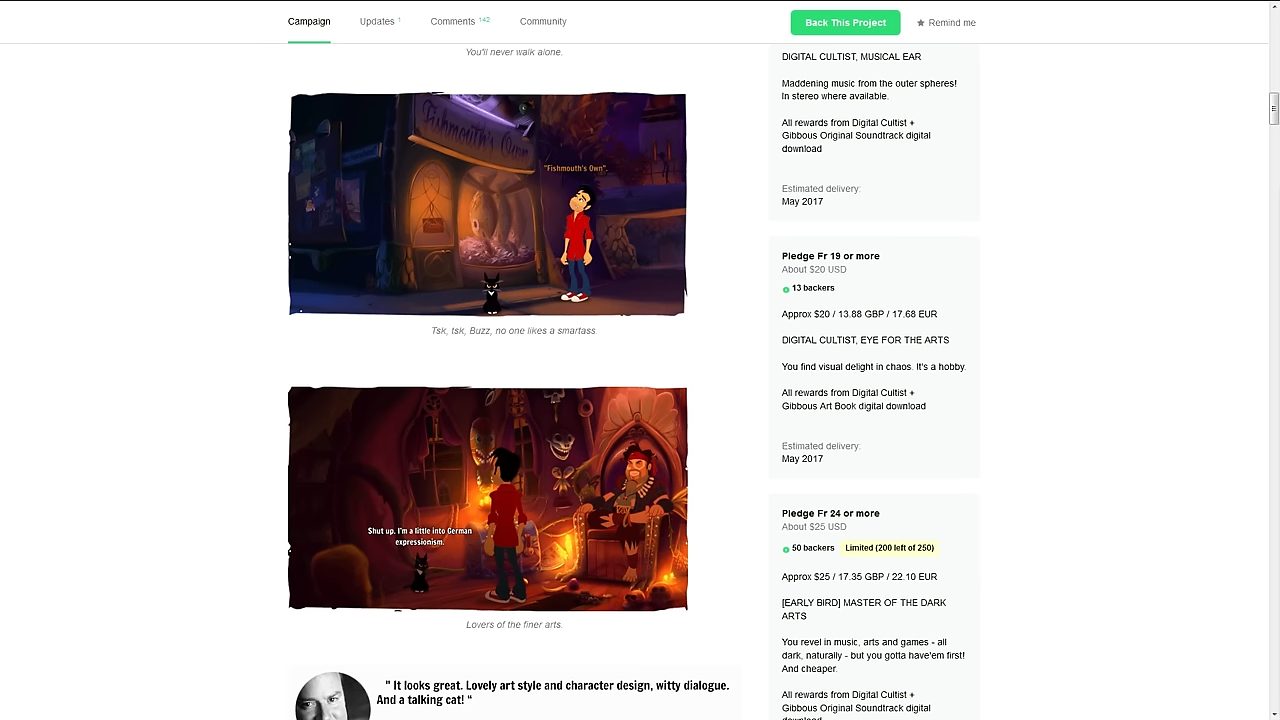 Campaign
Updates 1
Comments 142
Community
Back This Project
Remind me
You'll never walk alone.
Fishmouth's Own
"Fishmouth's Own".
Tsk, tsk, Buzz, no one likes a smartass.
Shut up. I'm a little into German
expressionism.
Lovers of the finer arts.
" It looks great. Lovely art style and character design, witty dialogue.
And a talking cat! "
DIGITAL CULTIST, MUSICAL EAR
Maddening music from the outer spheres!
In stereo where available.
All rewards from Digital Cultist +
Gibbous Original Soundtrack digital
download
Estimated delivery:
May 2017
Pledge Fr 19 or more
About $20 USD
13 backers
Approx $20 / 13.88 GBP / 17.68 EUR
DIGITAL CULTIST, EYE FOR THE ARTS
You find visual delight in chaos. It's a hobby.
All rewards from Digital Cultist +
Gibbous Art Book digital download
Estimated delivery:
May 2017
Pledge Fr 24 or more
About $25 USD
50 backers Limited (200 left of 250)
Approx $25 / 17.35 GBP / 22.10 EUR
[EARLY BIRD] MASTER OF THE DARK
ARTS
You revel in music, arts and games - all
dark, naturally - but you gotta have'em first!
And cheaper.
All rewards from Digital Cultist +
Gibbous Original Soundtrack digital
download